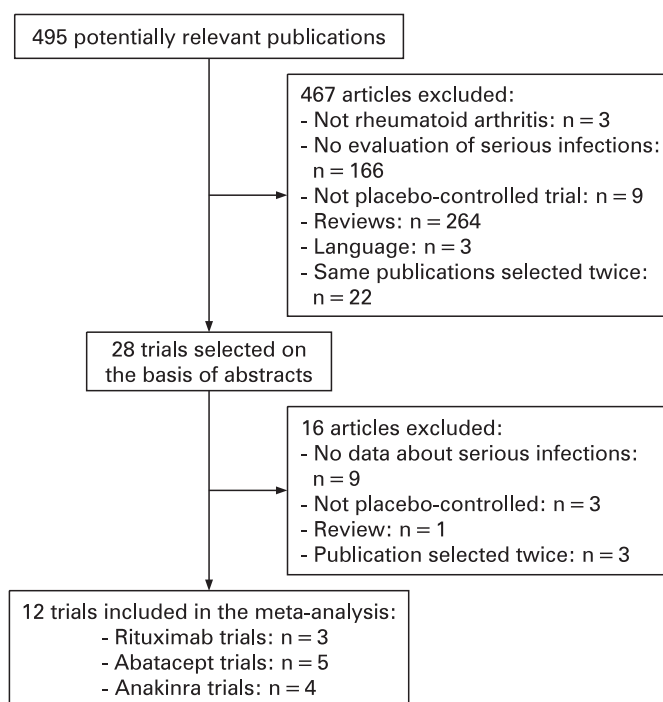 495 potentially relevant publications
467 articles excluded:
- Not rheumatoid arthritis: n = 3
- No evaluation of serious infections:
n = 166
- Not placebo-controlled trial: n = 9
- Reviews: n = 264
- Language: n = 3
- Same publications selected twice:
n = 22
28 trials selected on
the basis of abstracts
16 articles excluded:
- No data about serious infections:
n = 9
- Not placebo-controlled: n = 3
- Review: n = 1
- Publication selected twice: n = 3
12 trials included in the meta-analysis:
- Rituximab trials: n = 3
- Abatacept trials: n = 5
- Anakinra trials: n = 4